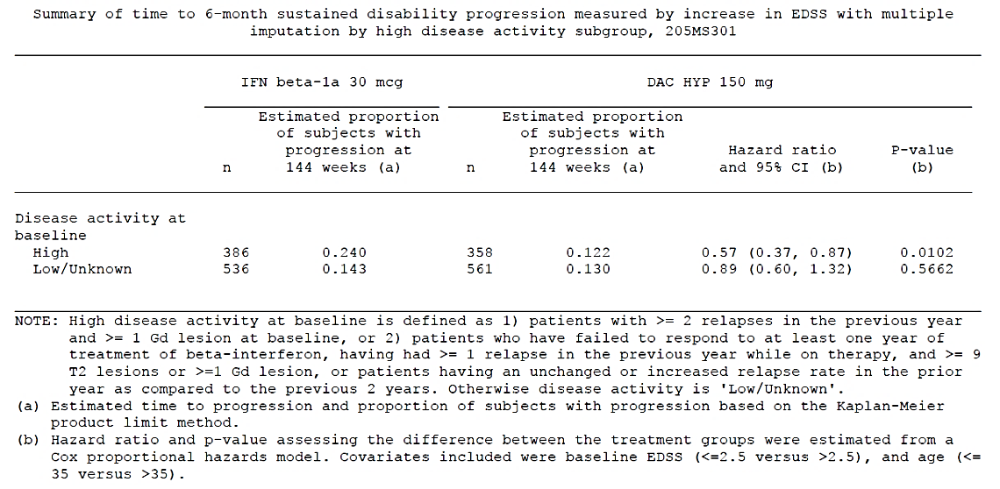 Summary of time to 6-month sustained disability progression measured by increase in EDSS with multiple
imputation by high disease activity subgroup, 205MS301
IFN beta-1a 30 mcg DAC HYP 150 mg
Estimated proportion Estimated proportion
of subjects with of subjects with
progression at progression at Hazard ratio P-value
n 144 weeks (a) n 144 weeks (a) and 95% CI (b) (b)
Disease activity at
baseline
High 386 0.240 358 0.122 0.57 (0.37, 0.87) 0.0102
Low/Unknown 536 0.143 561 0.130 0.89 (0.60, 1.32) 0.5662
NOTE: High disease activity at baseline is defined as 1) patients with >= 2 relapses in the previous year
and >= 1 Gd lesion at baseline, or 2) patients who have failed to respond to at least one year of
treatment of beta-interferon, having had >= 1 relapse in the previous year while on therapy, and >= 9
T2 lesions or >=1 Gd lesion, or patients having an unchanged or increased relapse rate in the prior
year as compared to the previous 2 years. Otherwise disease activity is 'Low/Unknown'.
(a) Estimated time to progression and proportion of subjects with progression based on the Kaplan-Meier
product limit method.
(b) Hazard ratio and p-value assessing the difference between the treatment groups were estimated from a
Cox proportional hazards model. Covariates included were baseline EDSS (<=2.5 versus >2.5), and age (<=
35 versus >35).